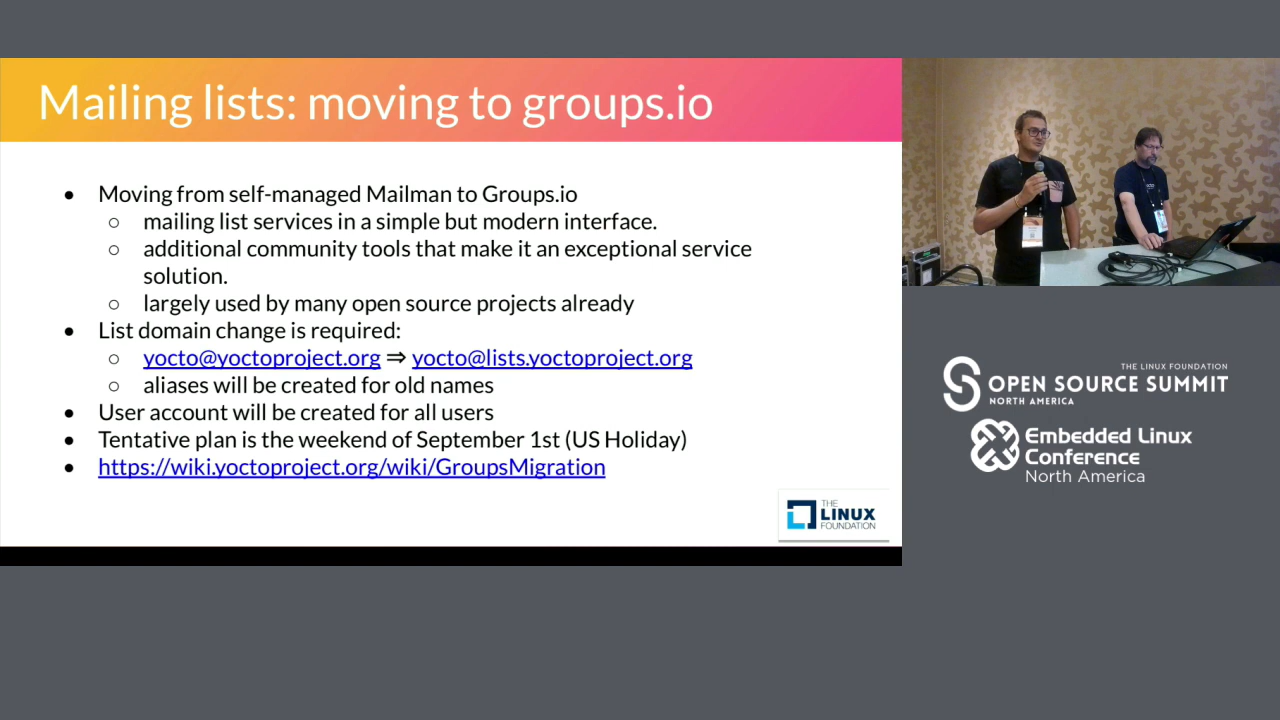 Mailing lists: moving to groups.io
● Moving from self-managed Mailman to Groups.io
○ mailing list services in a simple but modern interface.
○ additional community tools that make it an exceptional service
solution.
○ largely used by many open source projects already
● List domain change is required:
○ yocto@yoctoproject.org ⇒ yocto@lists.yoctoproject.org
○ aliases will be created for old names
● User account will be created for all users
● Tentative plan is the weekend of September 1st (US Holiday)
● https://wiki.yoctoproject.org/wiki/GroupsMigration
THE
LINUX
FOUNDATION
THE LINUX FOUNDATION
OPEN SOURCE SUMMIT
NORTH AMERICA
Embedded Linux
Conference
North America